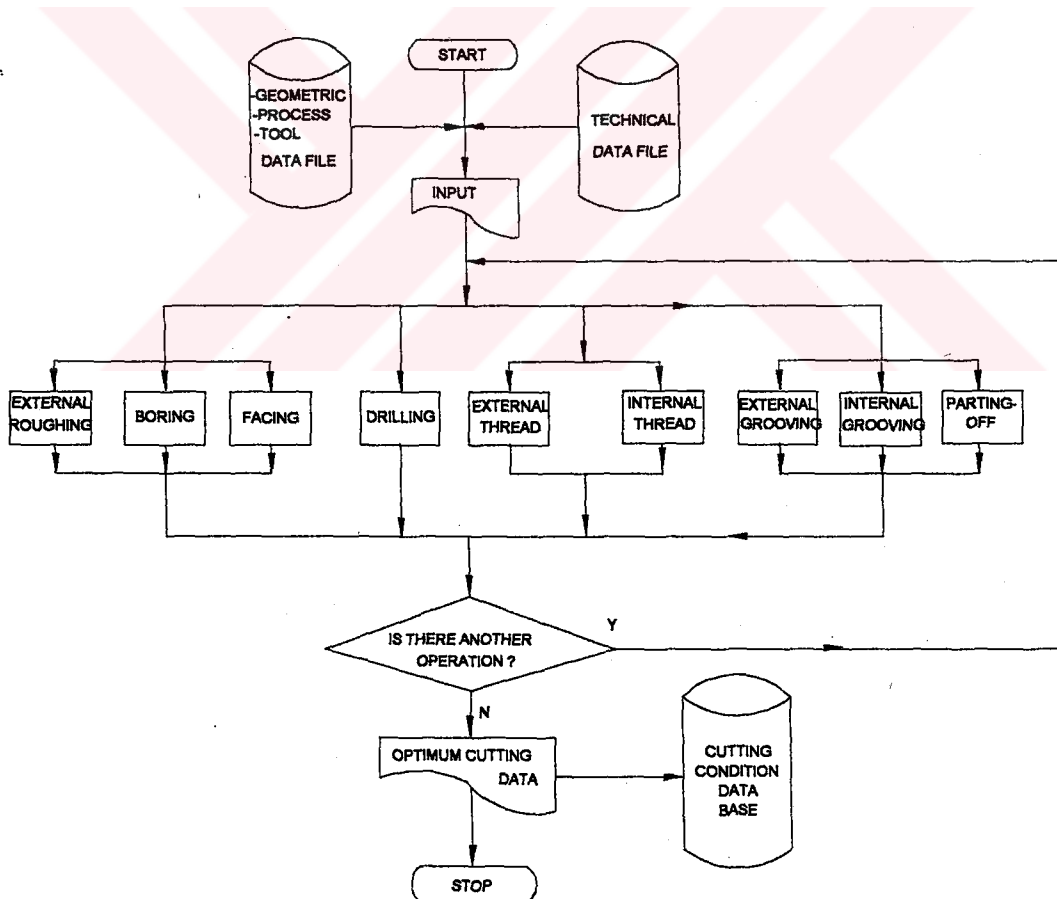 START
-GEOMETRIC
-PROCESS
-TOOL
DATA FILE
TECHNICAL
DATA FILE
INPUT
EXTERNAL
ROUGHING
BORING
FACING
DRILLING
EXTERNAL
THREAD
INTERNAL
THREAD
EXTERNAL
GROOVING
INTERNAL
GROOVING
PARTING-
OFF
IS THERE ANOTHER
OPERATION ?
Y
N
OPTIMUM CUTTING
DATA
CUTTING
CONDITION
DATA
BASE
STOP